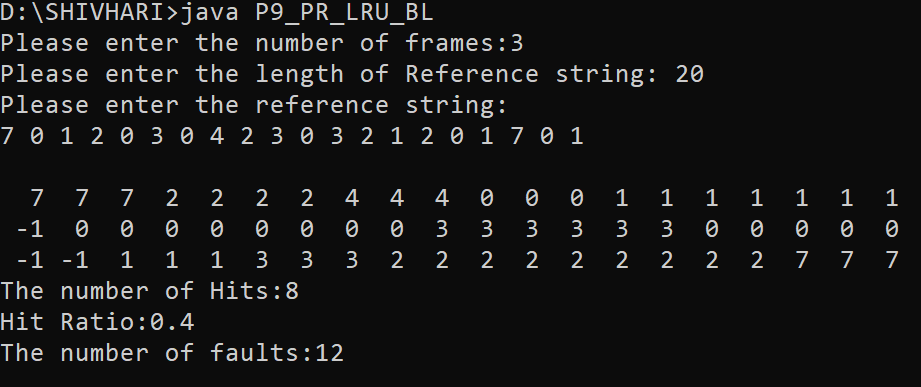 D:\SHIVHARI>java P9_PR_LRU_BL
Please enter the number of frames:3
Please enter the length of Reference string: 20
Please enter the reference string:
7 0 1 2 0 3 0 4 2 3 0 3 2 1 2 0 1 7 0 1
7 7 7 2 2 2 2 4 4 4 0 0 0 1 1 1 1 1 1 1
-1 0 0 0 0 0 0 0 0 3 3 3 3 3 3 0 0 0 0 0
-1 -1 1 1 1 3 3 3 2 2 2 2 2 2 2 2 2 7 7 7
The number of Hits:8
Hit Ratio:0.4
The number of faults:12